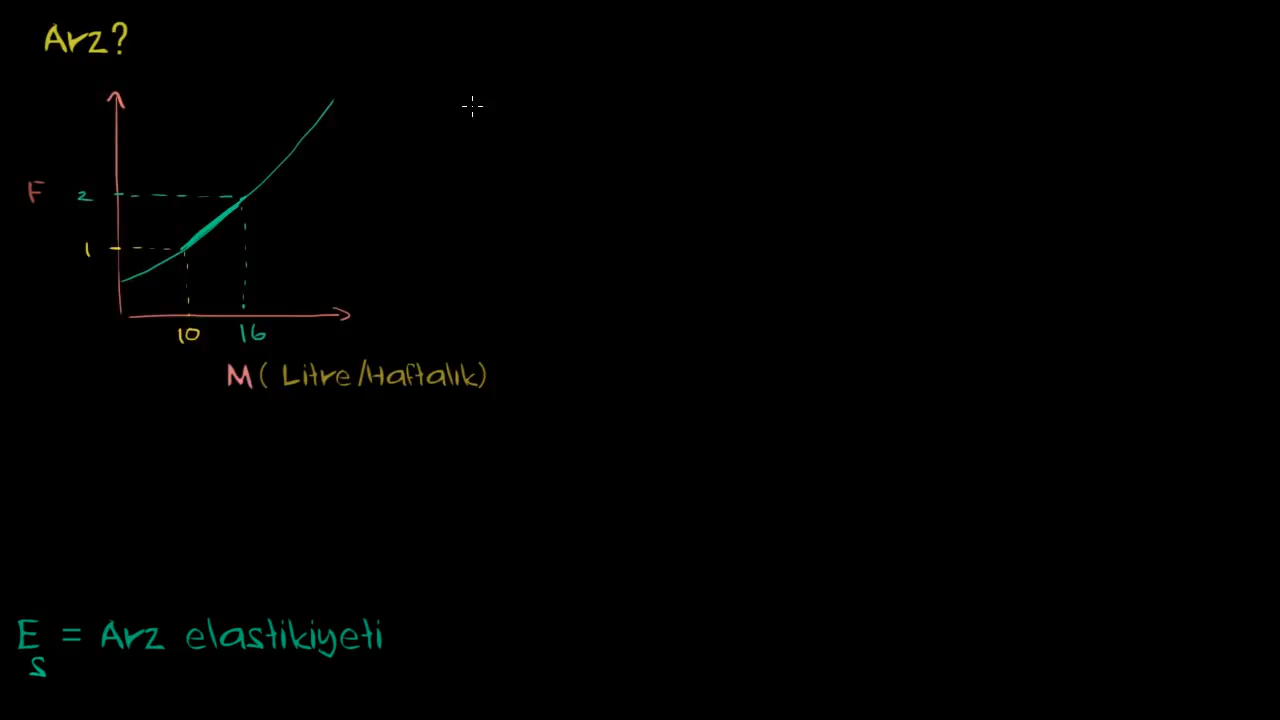 Arz?
F
2
1
10
16
M ( Litre/Haftalık)
E = Arz elastikiyeti
s